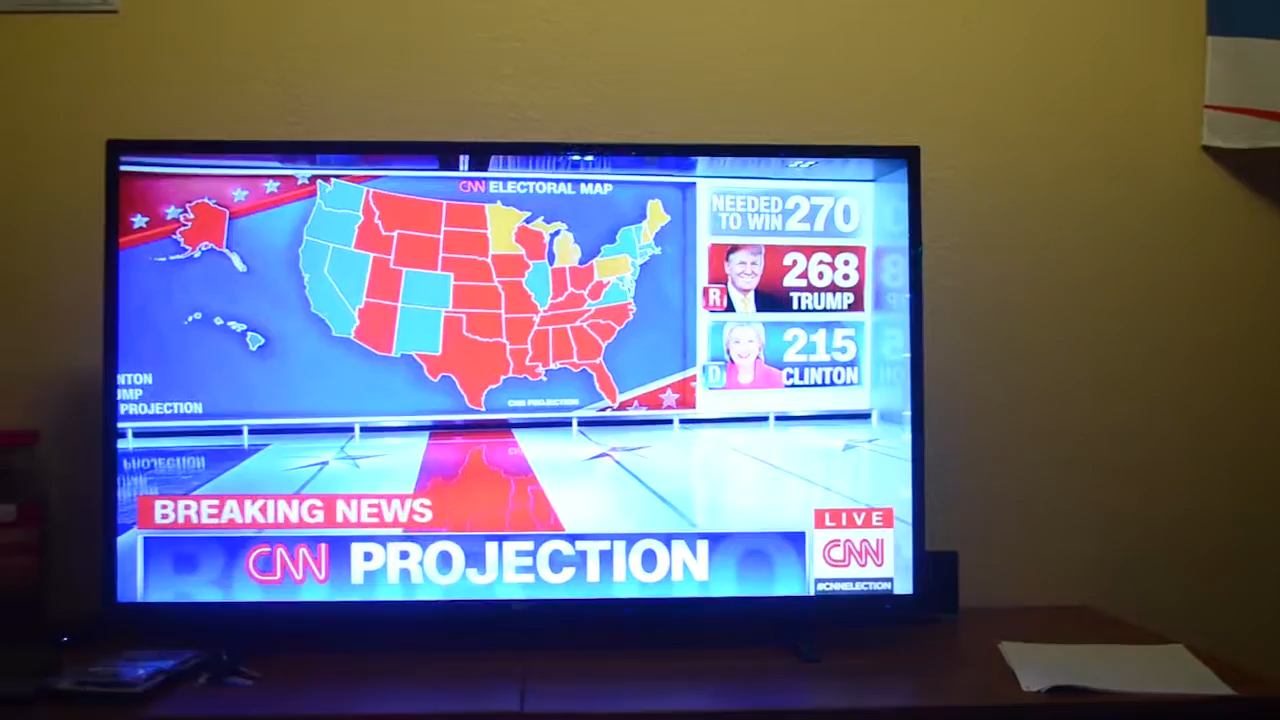 CNN ELECTORAL MAP
NEEDED
TO WIN 270
268
R
TRUMP
215
D
CLINTON
NTON
UMP
PROJECTION
CNN PROJECTION
BREAKING NEWS
CNN PROJECTION
LIVE
CNN
#CNNELECTION